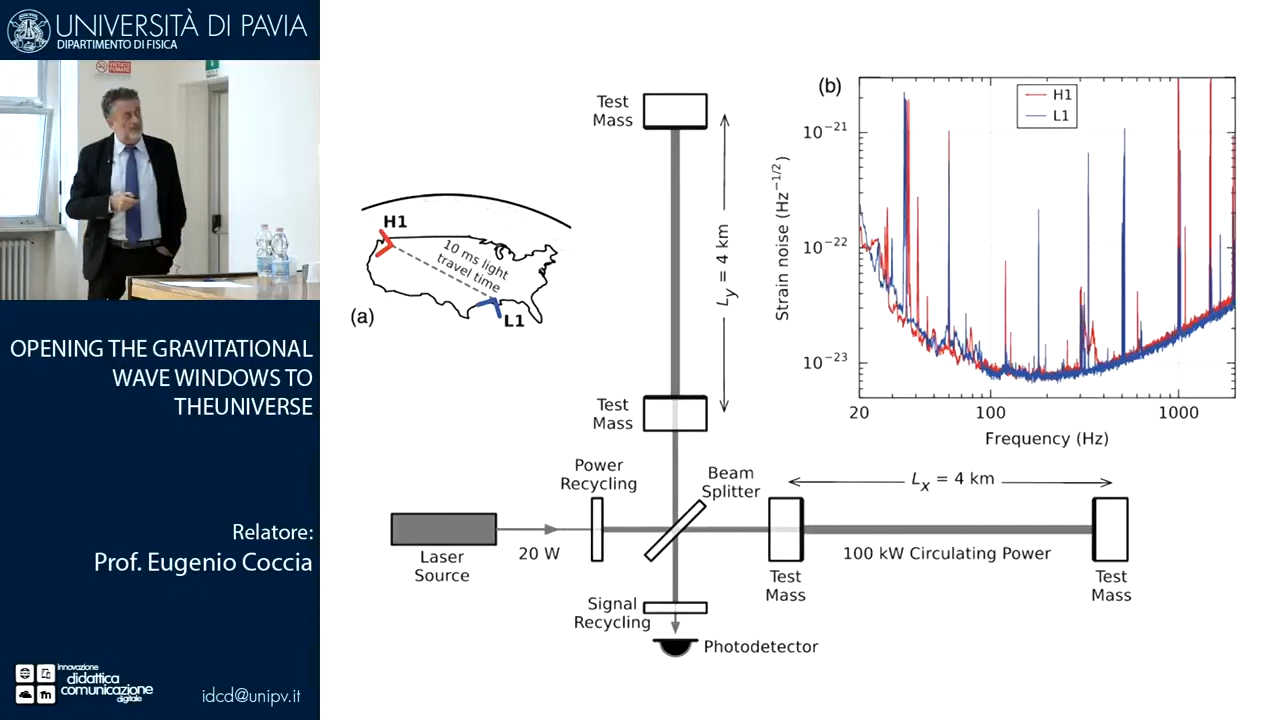 UNIVERSITÀ DI PAVIA
DIPARTIMENTO DI FISICA
VIETATO
FUMARE
OPENING THE GRAVITATIONAL
WAVE WINDOWS TO
THEUNIVERSE
Relatore:
Prof. Eugenio Coccia
innovazione
didattica
comunicazione
digitale
idcd@unipv.it
(a)
H1
10 ms light
travel time
L1
Test
Mass
Ly = 4 km
Test
Mass
Power
Recycling
Beam
Splitter
Lx = 4 km
Laser
Source
20 W
100 kW Circulating Power
Test
Mass
Test
Mass
Signal
Recycling
Photodetector
(b)
H1
L1
Strain noise (Hz−1/2)
10−21
10−22
10−23
20
100
1000
Frequency (Hz)